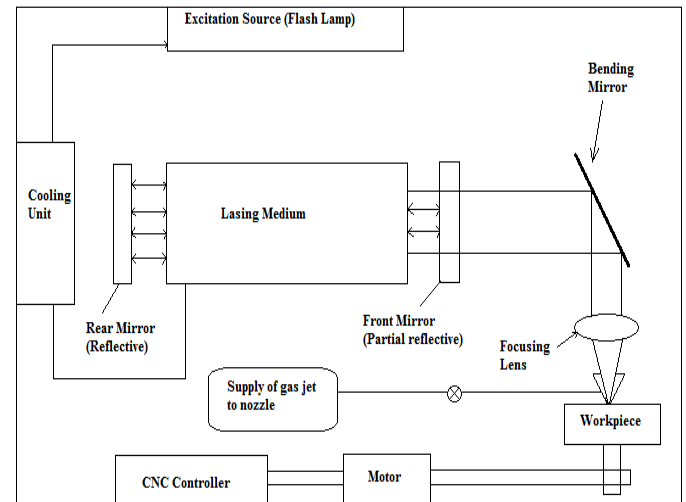 Excitation Source (Flash Lamp)
Bending
Mirror
Cooling
Unit
Lasing Medium
Rear Mirror
(Reflective)
Front Mirror
(Partial reflective)
Focusing
Lens
Supply of gas jet
to nozzle
Workpiece
CNC Controller
Motor